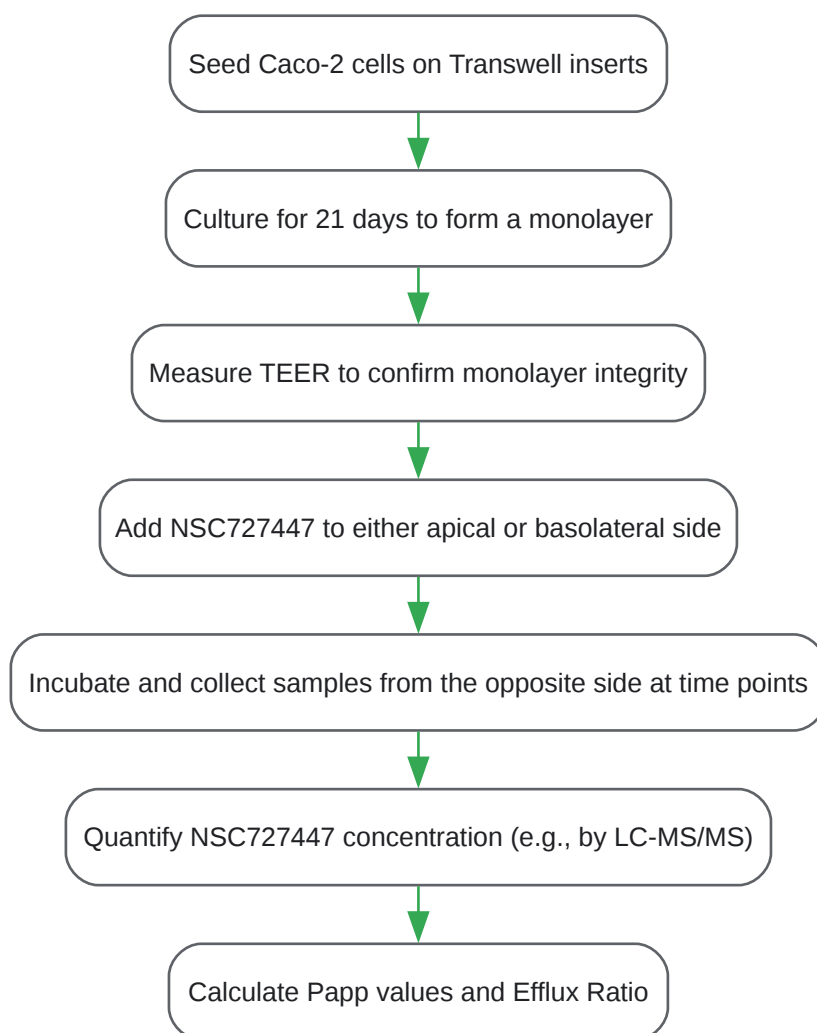 Seed Caco-2 cells on Transwell inserts
Culture for 21 days to form a monolayer
Measure TEER to confirm monolayer integrity
Add NSC727447 to either apical or basolateral side
Incubate and collect samples from the opposite side at time points
Quantify NSC727447 concentration (e.g., by LC-MS/MS)
Calculate Papp values and Efflux Ratio